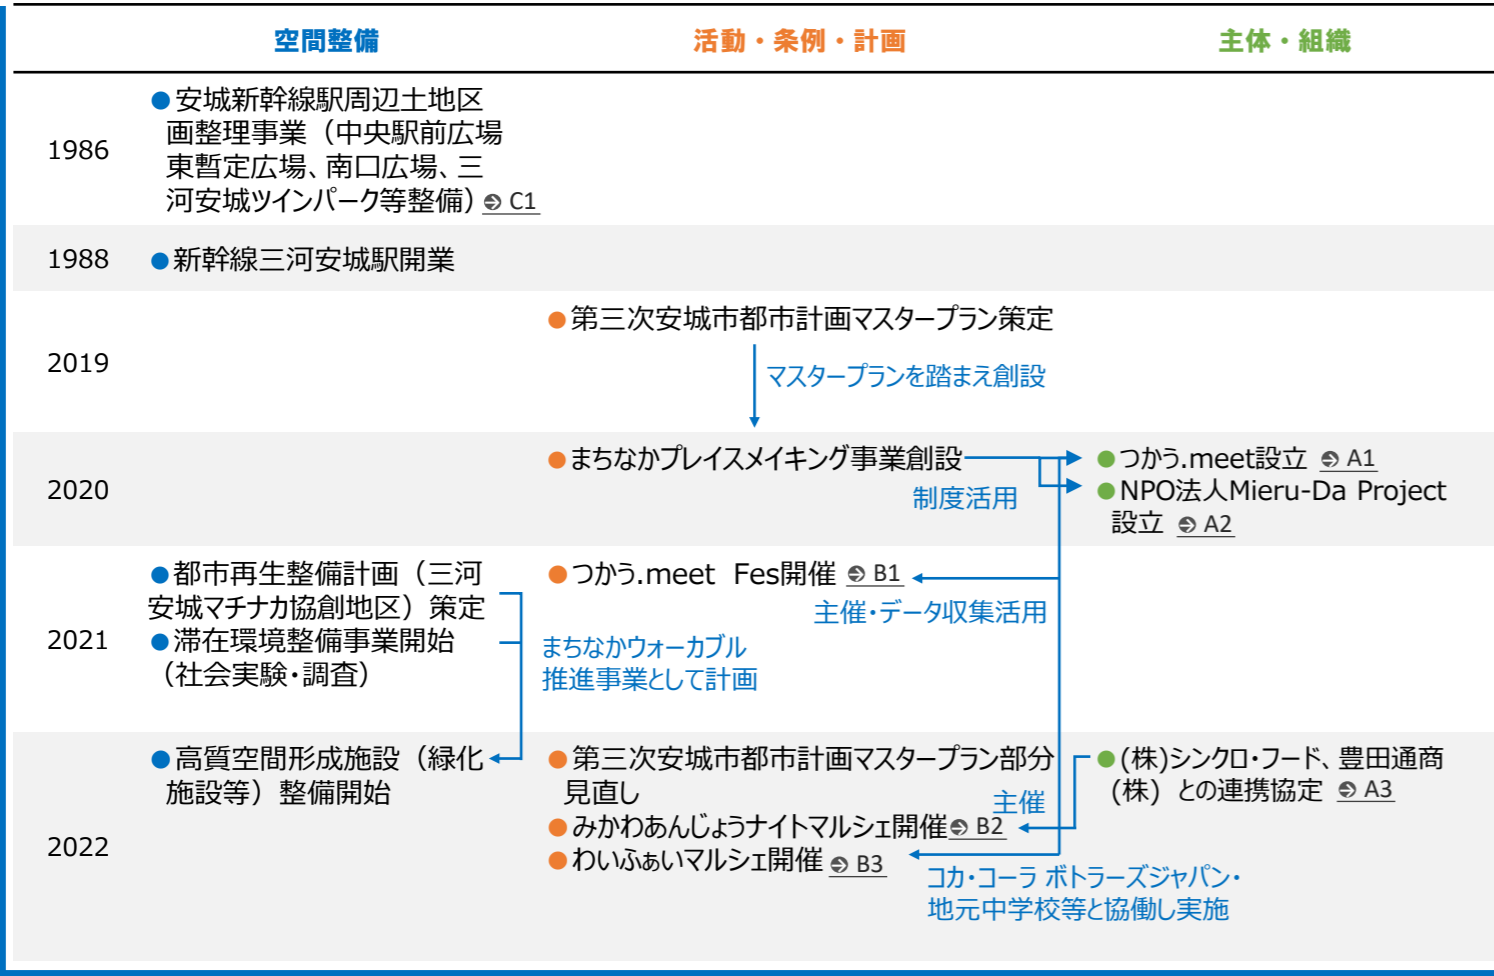 空間整備
活動・条例・計画
主体・組織
1986
●安城新幹線駅周辺土地区
画整理事業（中央駅前広場
東暫定広場、南口広場、三
河安城ツインパーク等整備） C1
1988
●新幹線三河安城駅開業
2019
●第三次安城市都市計画マスタープラン策定
マスタープランを踏まえ創設
2020
●まちなかプレイスメイキング事業創設
制度活用
●つかう.meet設立 A1
●NPO法人Mieru-Da Project
設立 A2
2021
●都市再生整備計画（三河
安城マチナカ協創地区）策定
●滞在環境整備事業開始
（社会実験・調査）
まちなかウォーカブル
推進事業として計画
●つかう.meet Fes開催 B1
主催・データ収集活用
2022
●高質空間形成施設（緑化
施設等）整備開始
●第三次安城市都市計画マスタープラン部分
見直し
主催
●みかわあんじょうナイトマルシェ開催 B2
●わいふぁいマルシェ開催 B3
コカ・コーラ ボトラーズジャパン・
地元中学校等と協働し実施
●(株)シンクロ・フード、豊田通商
(株) との連携協定 A3